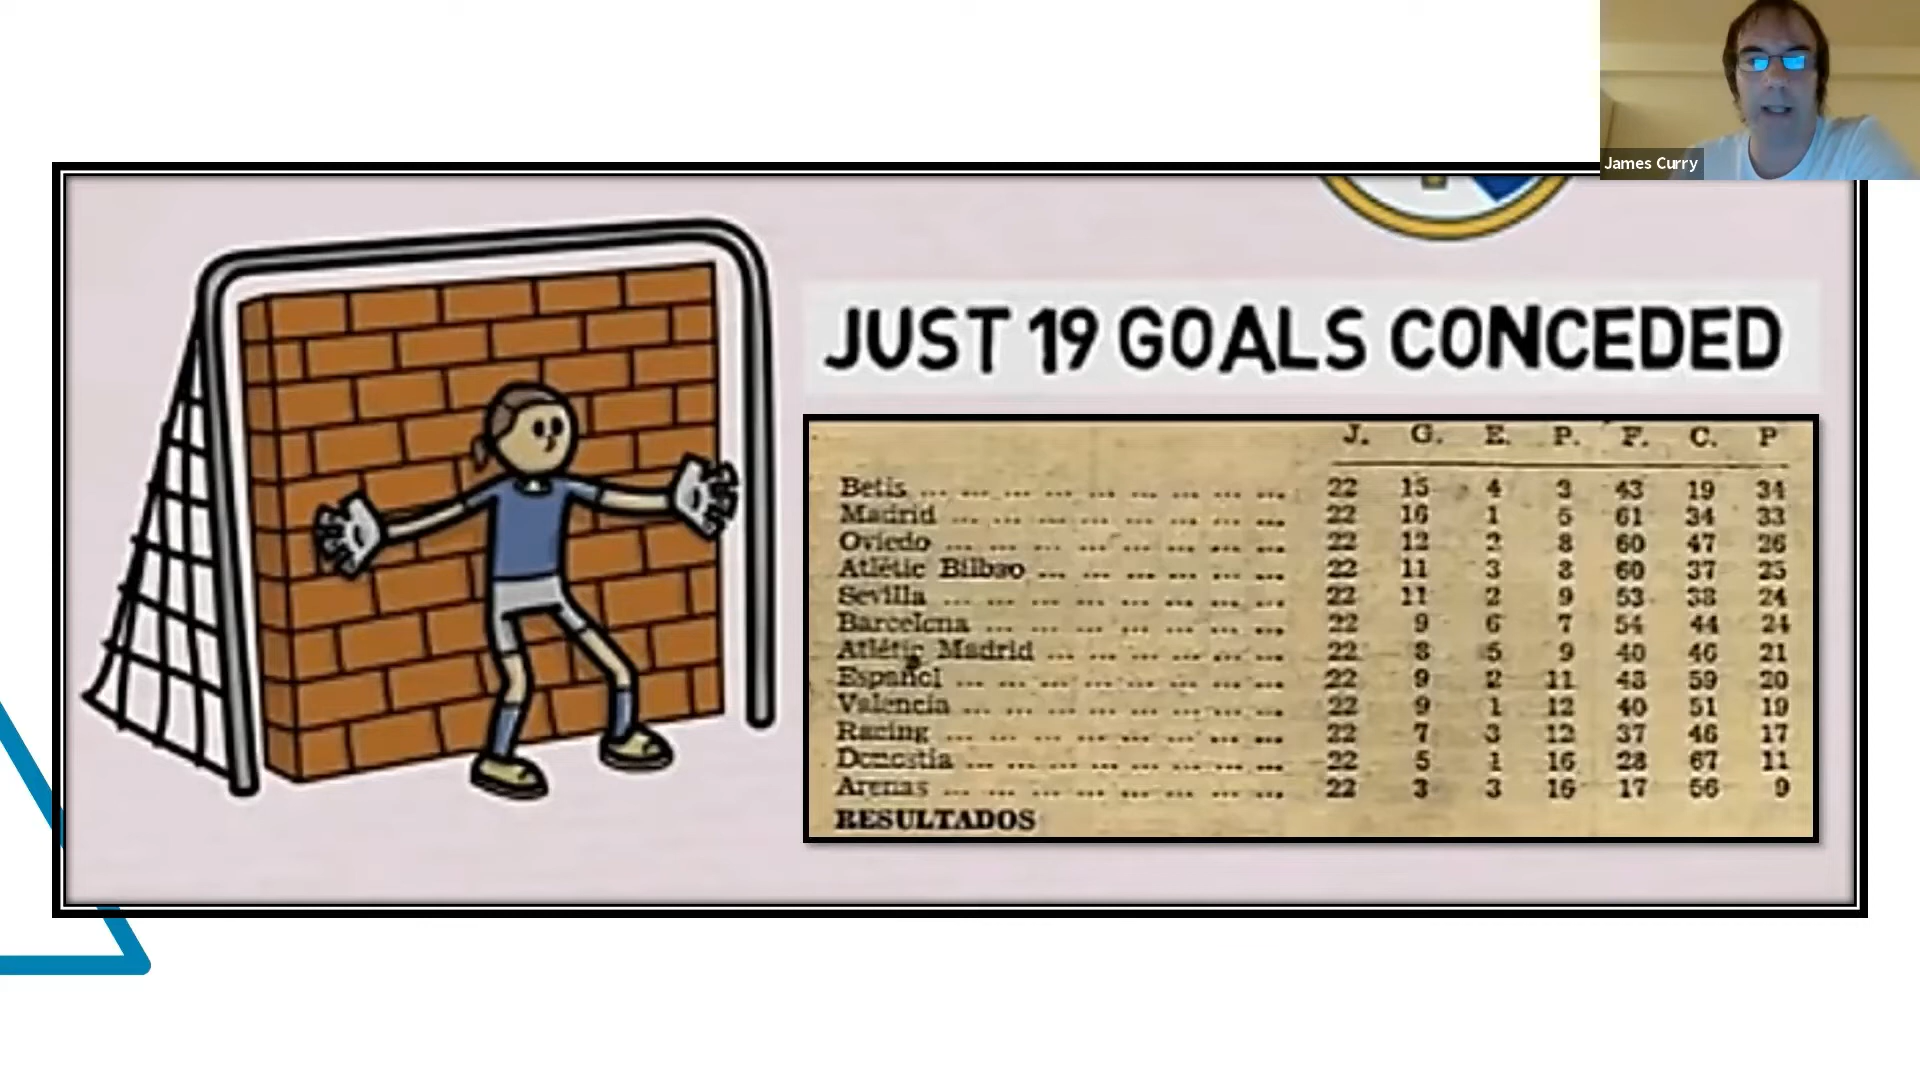 James Curry
JUST 19 GOALS CONCEDED
J. G. E. P. F. C. P
Betis ... ... ... ... ... ... ... ... ... ... 22 15 4 3 43 19 34
Madrid ... ... ... ... ... ... ... ... ... 22 16 1 5 61 34 33
Oviedo ... ... ... ... ... ... ... ... ... 22 12 2 8 60 47 26
Atlétic Bilbao ... ... ... ... ... ... 22 11 3 8 60 37 25
Sevilla ... ... ... ... ... ... ... ... ... 22 11 2 9 53 38 24
Barcelona ... ... ... ... ... ... ... ... 22 9 6 7 54 44 24
Atlétic Madrid ... ... ... ... ... ... 22 8 5 9 40 46 21
Español ... ... ... ... ... ... ... ... ... 22 9 2 11 43 59 20
Valencia ... ... ... ... ... ... ... ... ... 22 9 1 12 40 51 19
Racing ... ... ... ... ... ... ... ... ... 22 7 3 12 37 46 17
Donostia ... ... ... ... ... ... ... ... ... 22 5 1 16 28 67 11
Arenas ... ... ... ... ... ... ... ... ... 22 3 3 16 17 56 9
RESULTADOS